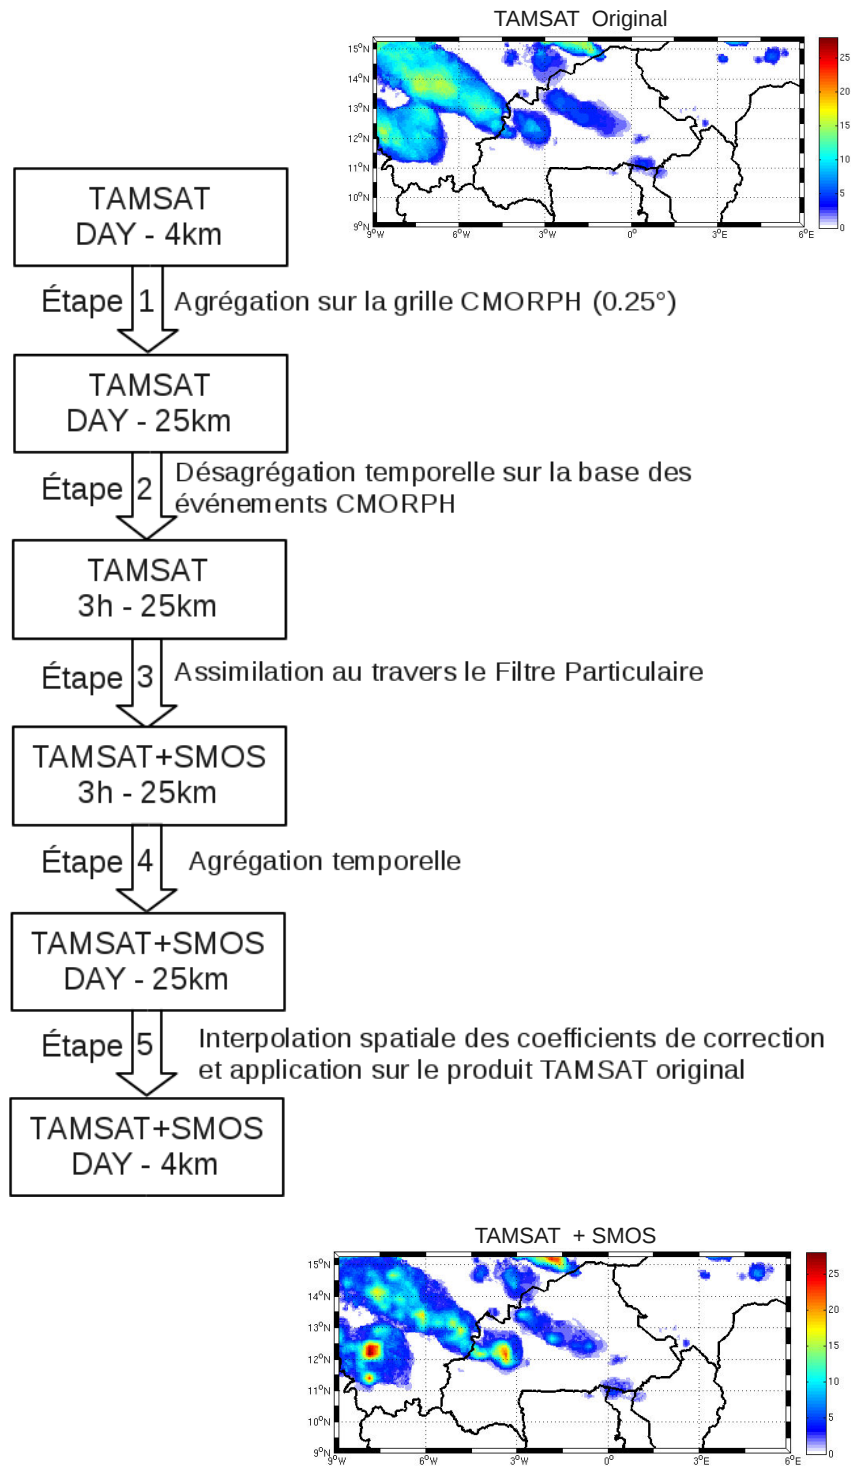 TAMSAT Original
15°N
14°N
13°N
12°N
11°N
10°N
9°N
9°W
6°W
3°W
0°
3°E
6°E
25
20
15
10
5
0
TAMSAT
DAY - 4km
Étape 1 Agrégation sur la grille CMORPH (0.25°)
TAMSAT
DAY - 25km
Étape 2 Désagrégation temporelle sur la base des
événements CMORPH
TAMSAT
3h - 25km
Étape 3 Assimilation au travers le Filtre Particulaire
TAMSAT+SMOS
3h - 25km
Étape 4 Agrégation temporelle
TAMSAT+SMOS
DAY - 25km
Étape 5 Interpolation spatiale des coefficients de correction
et application sur le produit TAMSAT original
TAMSAT+SMOS
DAY - 4km
TAMSAT + SMOS
15°N
14°N
13°N
12°N
11°N
10°N
9°N
9°W
6°W
3°W
0°
3°E
6°E
25
20
15
10
5
0